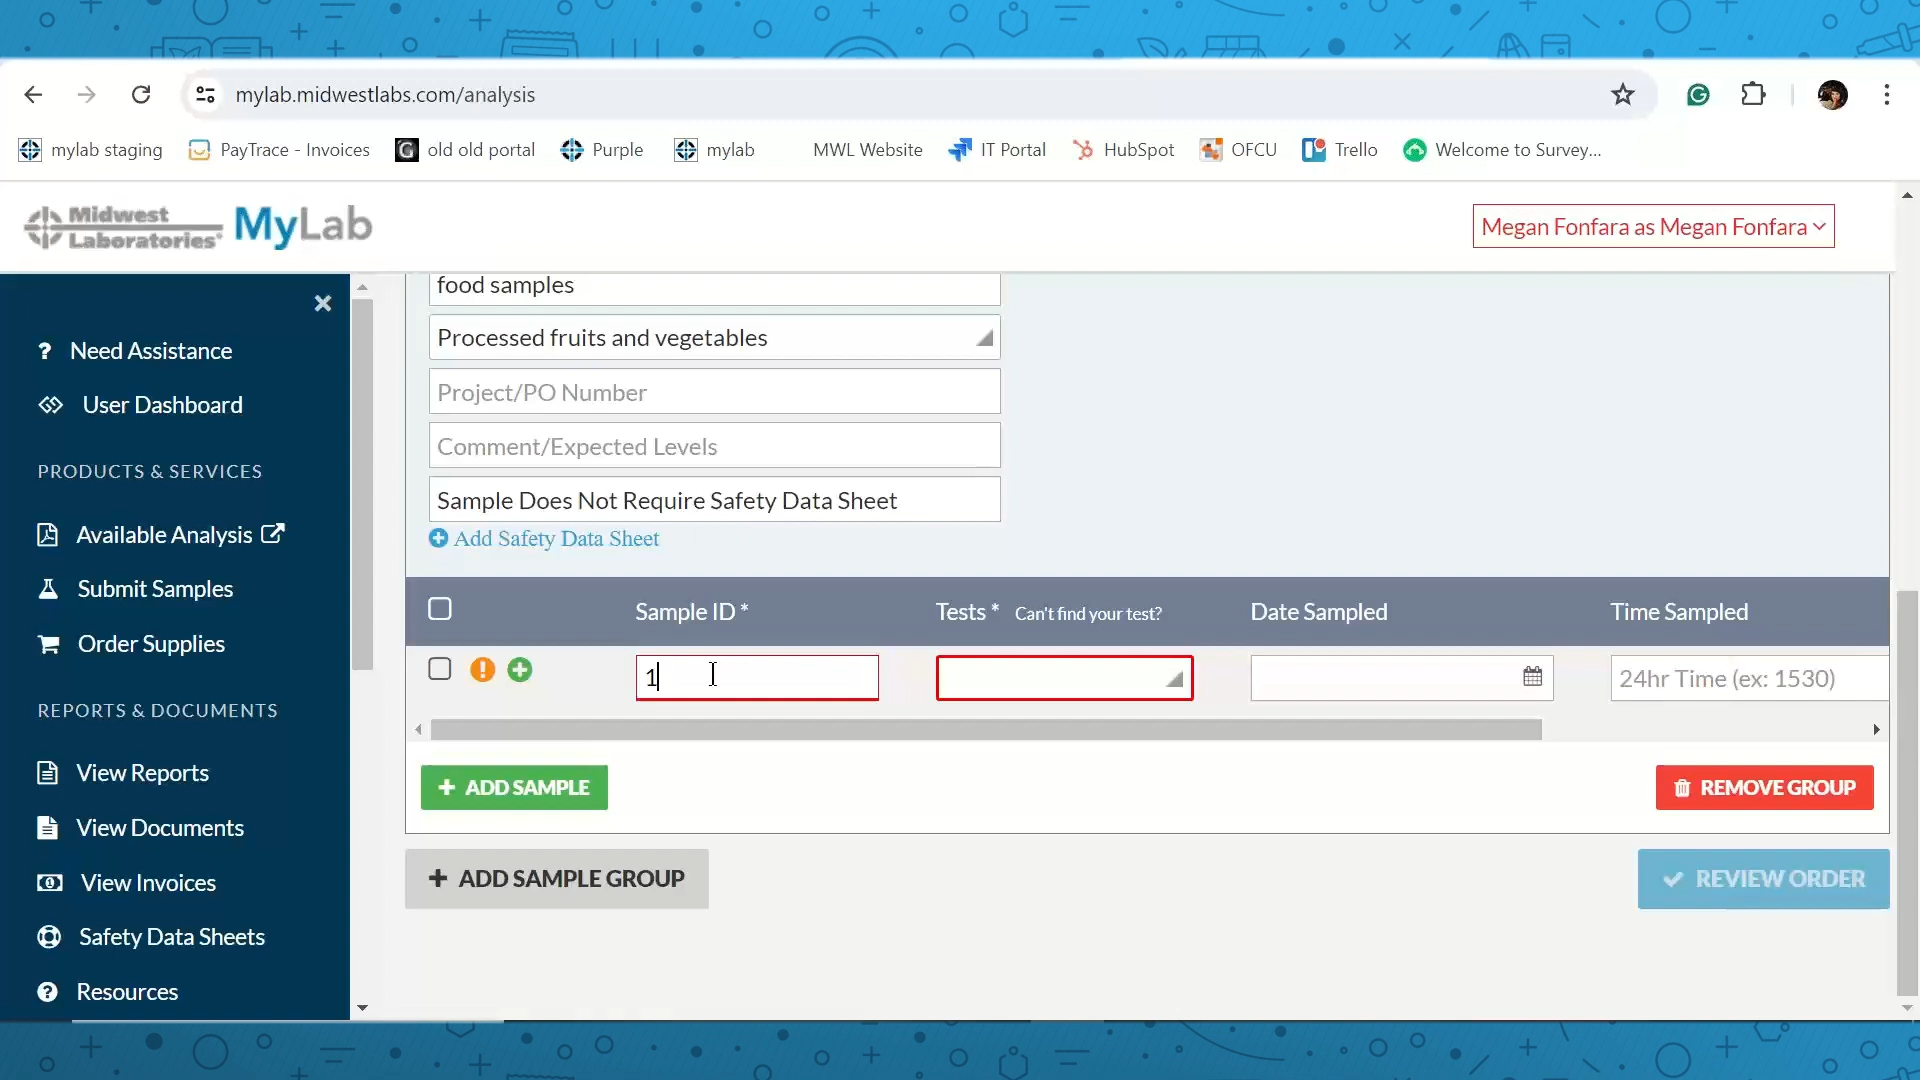 mylab.midwestlabs.com/analysis
mylab staging
PayTrace - Invoices
old old portal
Purple
mylab
MWL Website
IT Portal
HubSpot
OFCU
Trello
Welcome to Survey...
Midwest
Laboratories
MyLab
Megan Fonfara as Megan Fonfara
Need Assistance
User Dashboard
PRODUCTS & SERVICES
Available Analysis
Submit Samples
Order Supplies
REPORTS & DOCUMENTS
View Reports
View Documents
View Invoices
Safety Data Sheets
Resources
food samples
Processed fruits and vegetables
Project/PO Number
Comment/Expected Levels
Sample Does Not Require Safety Data Sheet
Add Safety Data Sheet
Sample ID * Tests * Can't find your test? Date Sampled Time Sampled
1 24hr Time (ex: 1530)
ADD SAMPLE
REMOVE GROUP
ADD SAMPLE GROUP
REVIEW ORDER